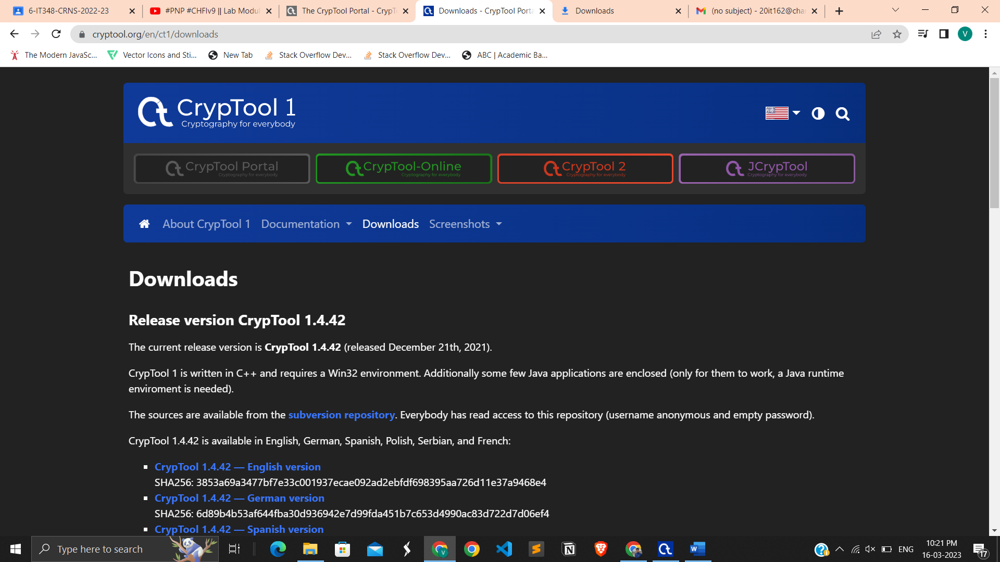 6-IT348-CRNS-2022-23
#PNP #CHFIv9 || Lab Modul
The CrypTool Portal - CrypT
Downloads - CrypTool Porta
Downloads
(no subject) - 20it162@char
cryptool.org/en/ct1/downloads
V
The Modern JavaSc...
Vector Icons and Sti...
New Tab
Stack Overflow Dev...
Stack Overflow Dev...
ABC | Academic Ba...
CrypTool 1
Cryptography for everybody
CrypTool Portal
Cryptography for everybody
CrypTool-Online
Cryptography for everybody
CrypTool 2
Cryptography for everybody
JCrypTool
Cryptography for everybody
About CrypTool 1
Documentation
Downloads
Screenshots
Downloads
Release version CrypTool 1.4.42
The current release version is CrypTool 1.4.42 (released December 21th, 2021).
CrypTool 1 is written in C++ and requires a Win32 environment. Additionally some few Java applications are enclosed (only for them to work, a Java runtime
enviroment is needed).
The sources are available from the subversion repository. Everybody has read access to this repository (username anonymous and empty password).
CrypTool 1.4.42 is available in English, German, Spanish, Polish, Serbian, and French:
CrypTool 1.4.42 — English version
SHA256: 3853a69a3477bf7e33c001937ecae092ad2ebfdf698395aa726d11e37a9468e4
CrypTool 1.4.42 — German version
SHA256: 6d89b4b53af644fba30d936942e7d99fda451b7c653d4990ac83d722d7d06ef4
CrypTool 1.4.42 — Spanish version
Type here to search
ENG
10:21 PM
16-03-2023
17